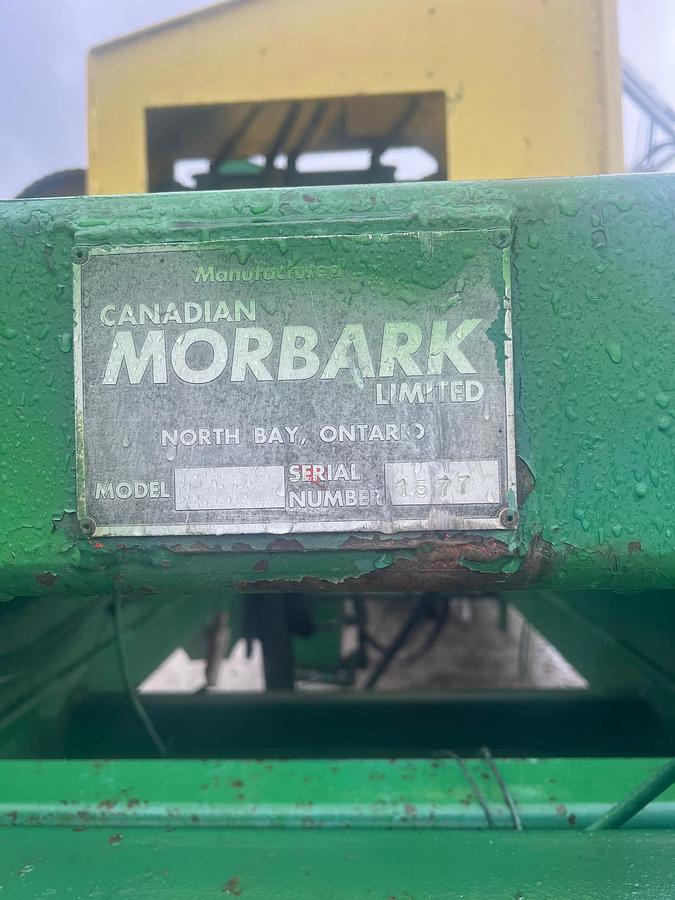 Manufactured
CANADIAN
MORBARK
LIMITED
NORTH BAY, ONTARIO
MODEL SERIAL NUMBER 1577